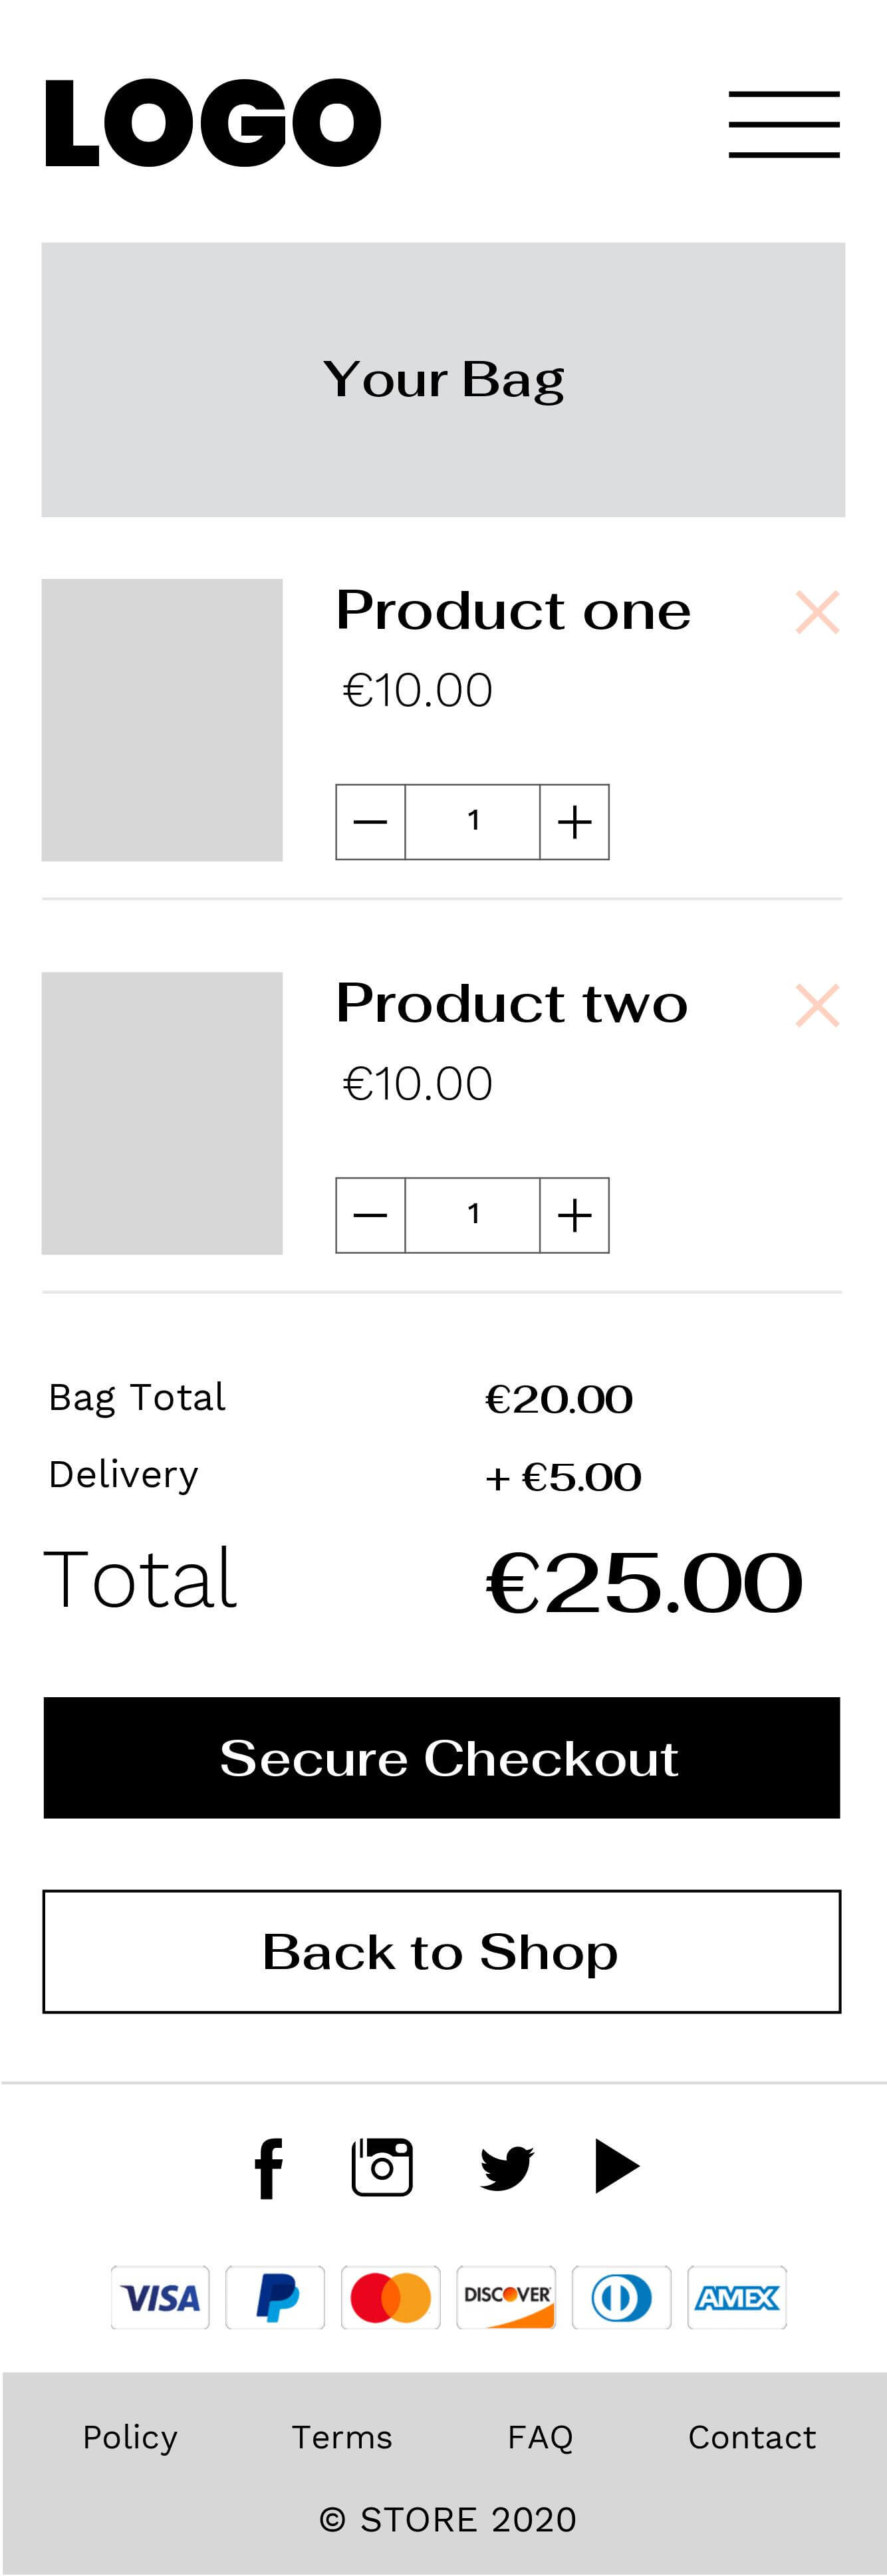 LOGO
Your Bag
Product one
€10.00
1
Product two
€10.00
1
Bag Total €20.00
Delivery + €5.00
Total €25.00
Secure Checkout
Back to Shop
VISA DISCOVER AMEX
Policy Terms FAQ Contact
© STORE 2020